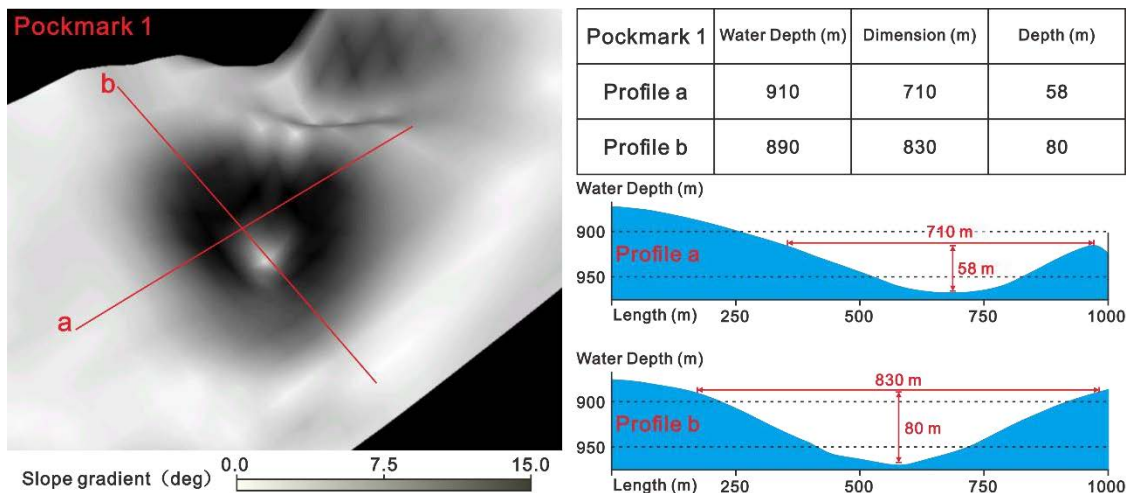 Pockmark 1
b
a
Slope gradient (deg)
0.0 7.5 15.0
Pockmark 1 Water Depth (m) Dimension (m) Depth (m)
Profile a 910 710 58
Profile b 890 830 80
Water Depth (m)
710 m
900
Profile a
58 m
950
Length (m) 250 500 750 1000
Water Depth (m)
830 m
900
Profile b
80 m
950
Length (m) 250 500 750 1000